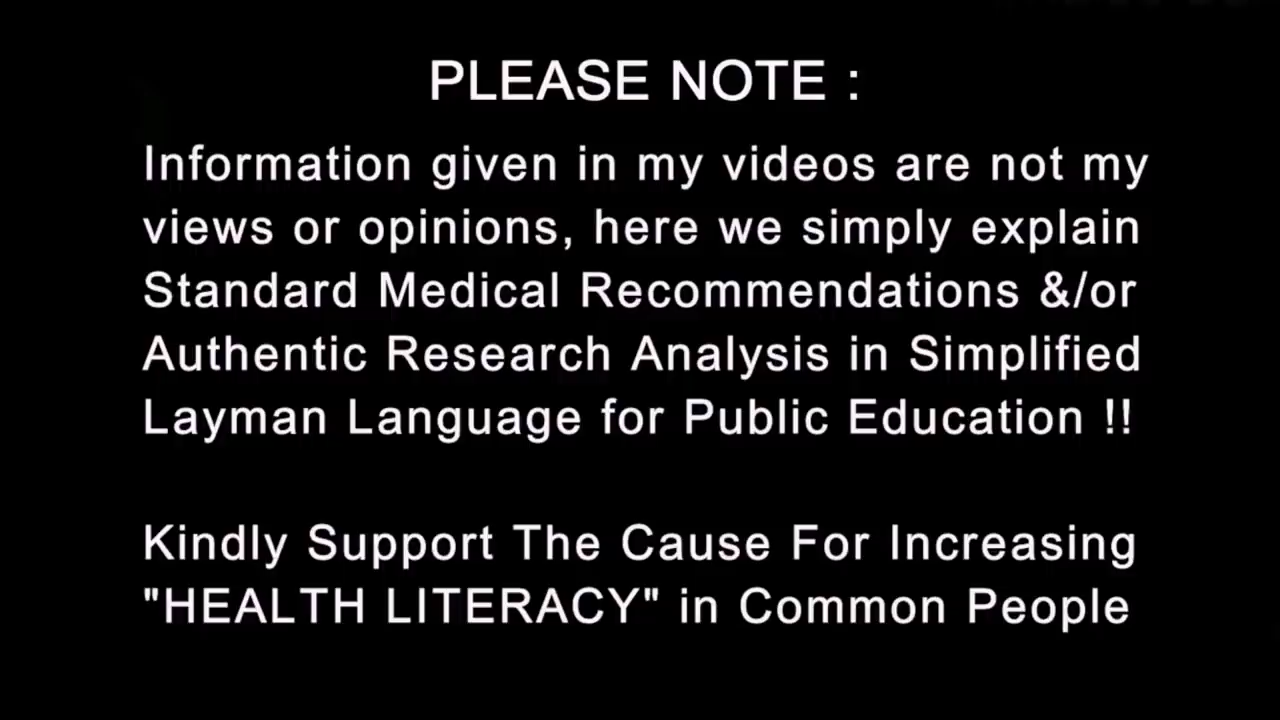 PLEASE NOTE :
Information given in my videos are not my
views or opinions, here we simply explain
Standard Medical Recommendations &/or
Authentic Research Analysis in Simplified
Layman Language for Public Education !!
Kindly Support The Cause For Increasing
"HEALTH LITERACY" in Common People